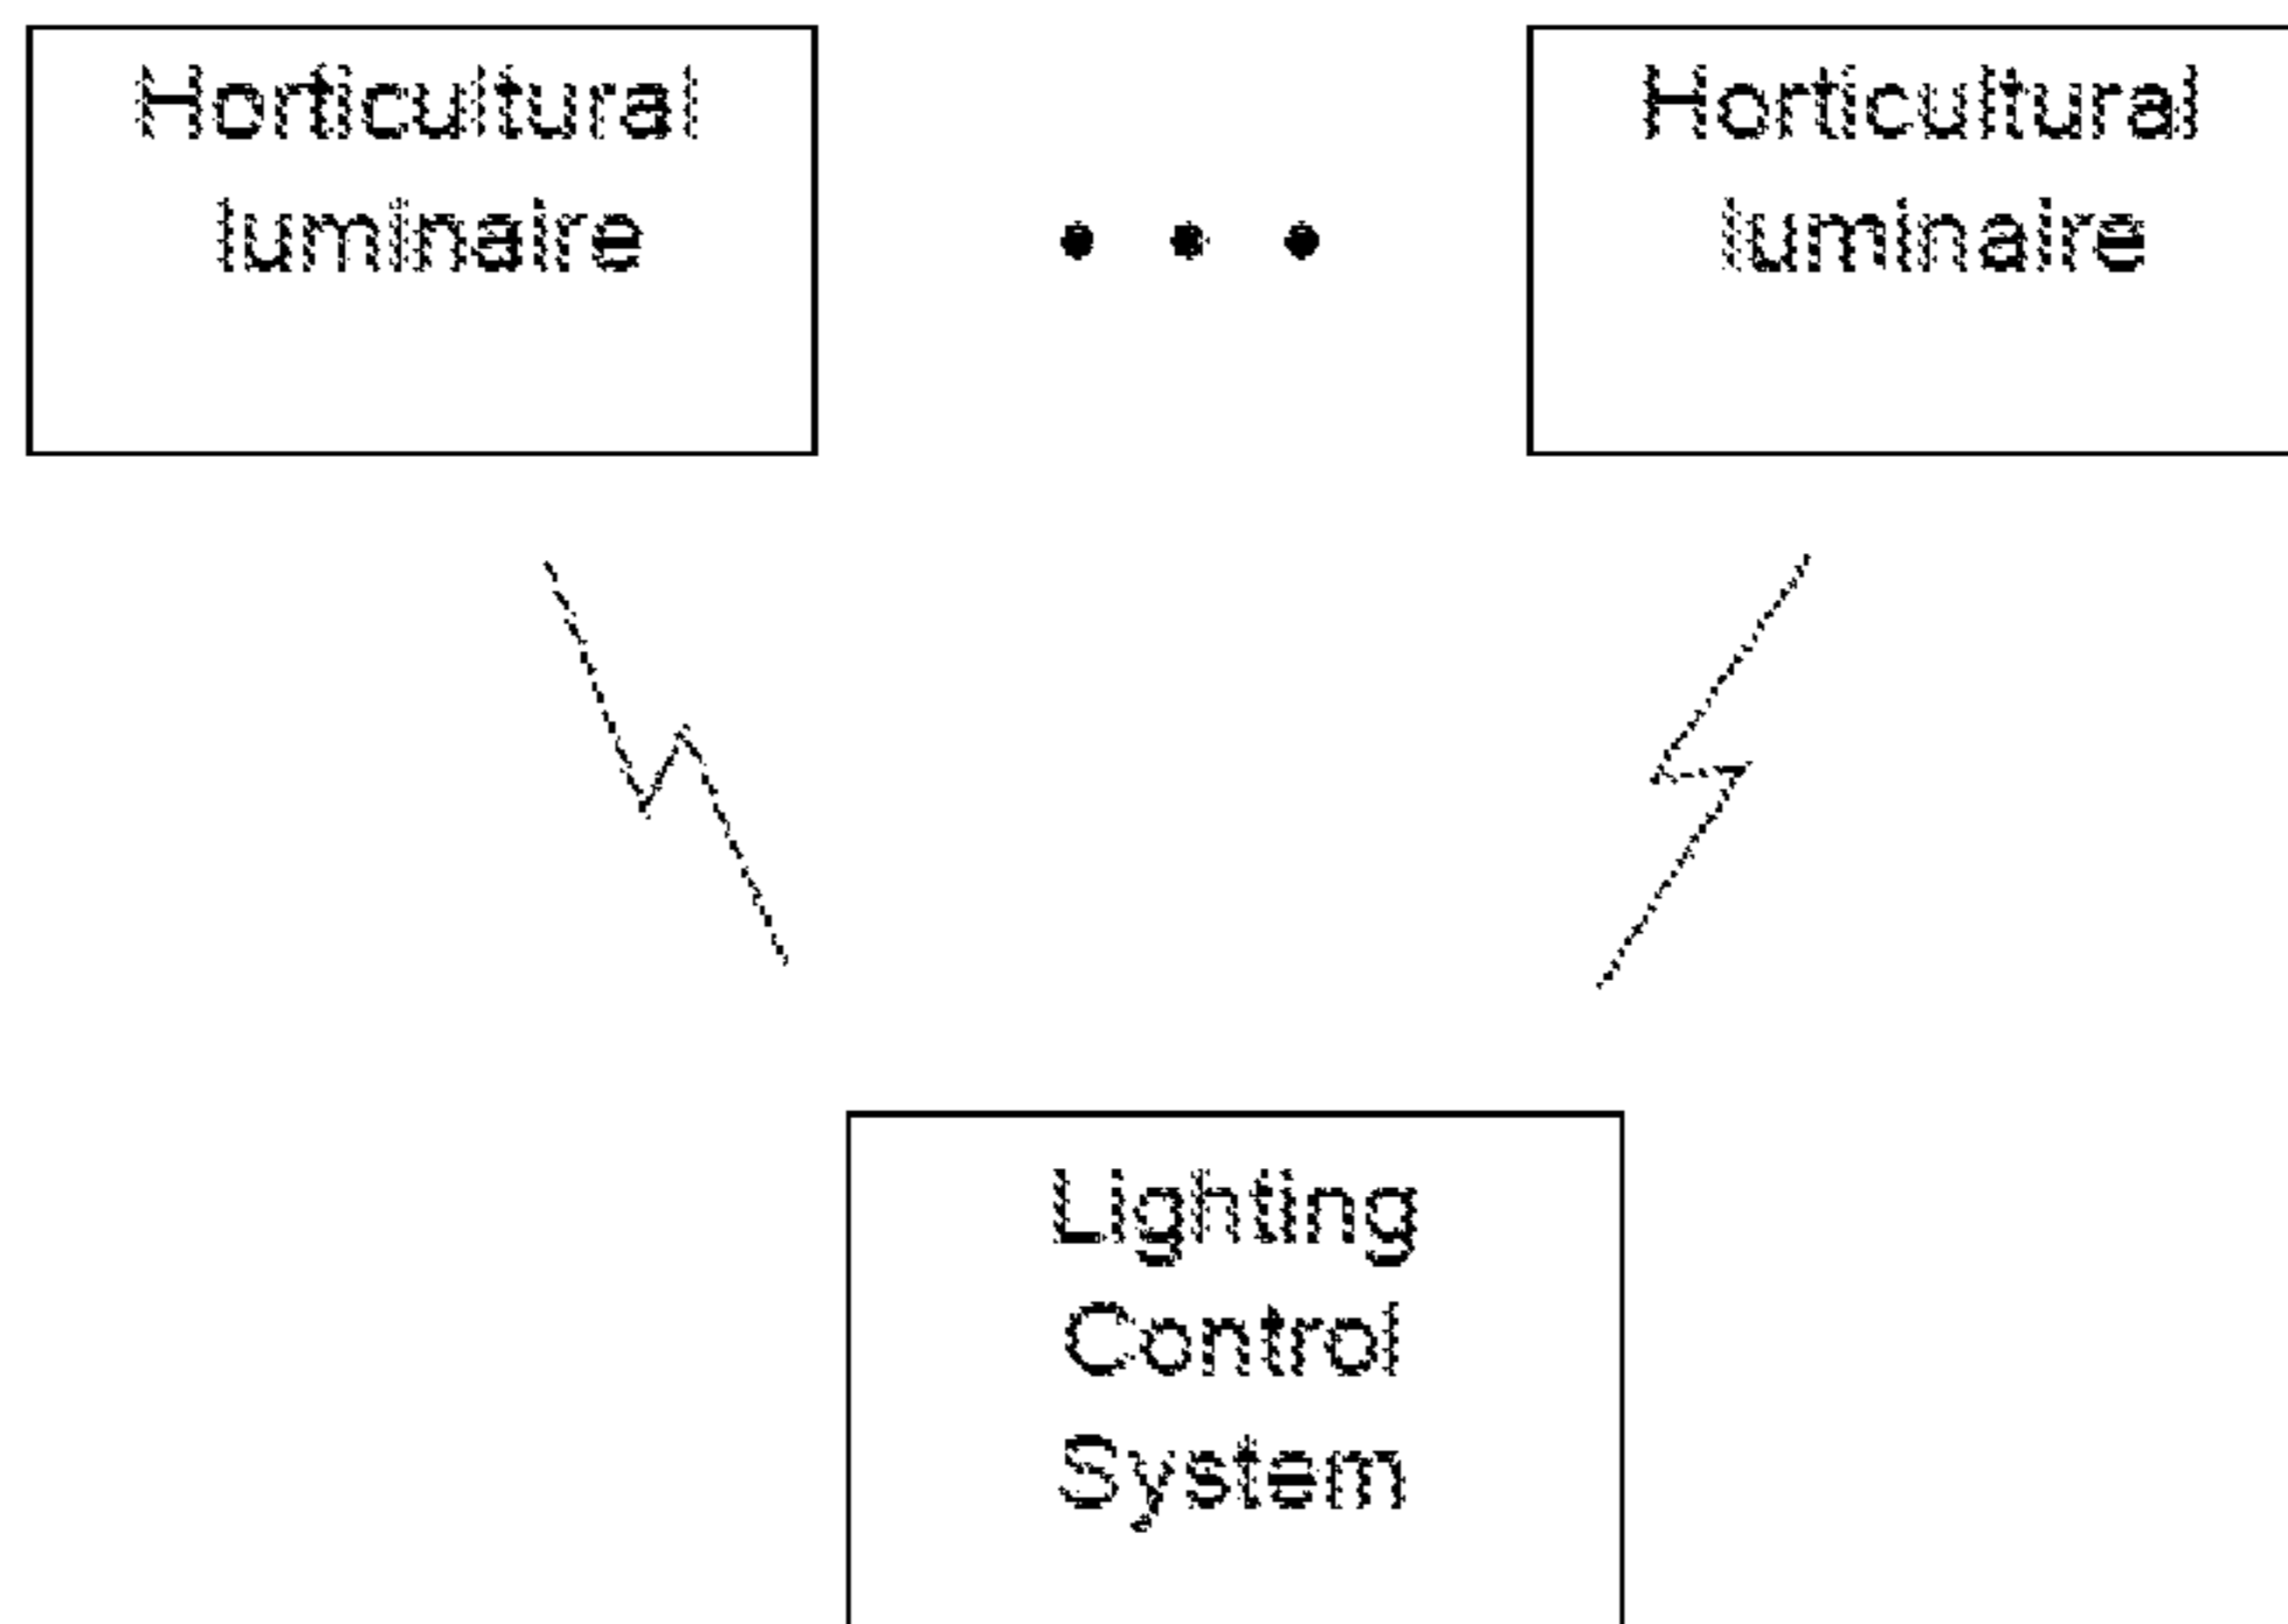 Horticultural
luminaire
Horticultural
luminaire
Lighting
Control
System